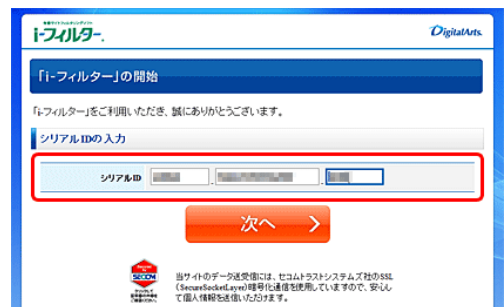 i-フィルター.
DigitalArts.
「i-フィルター」の開始
「i-フィルター」をご利用いただき、誠にありがとうございます。
シリアルIDの入力
シリアルID
次へ
SECOM
当サイトのデータ送受信には、セコムトラストシステムズ社のSSL
(SecureSocketLayer)暗号化通信を使用していますので、安心し
て個人情報を送信いただけます。